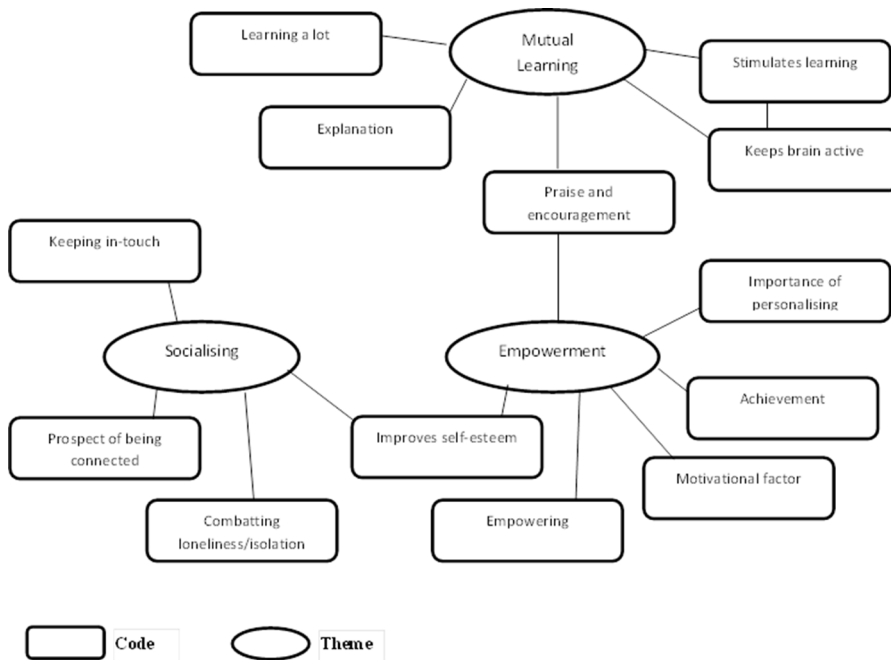 Learning a lot
Mutual
Learning
Stimulates learning
Explanation
Keeps brain active
Praise and
encouragement
Keeping in-touch
Importance of
personalising
Socialising
Empowerment
Achievement
Prospect of being
connected
Improves self-esteem
Motivational factor
Combatting
loneliness/isolation
Empowering
Code
Theme